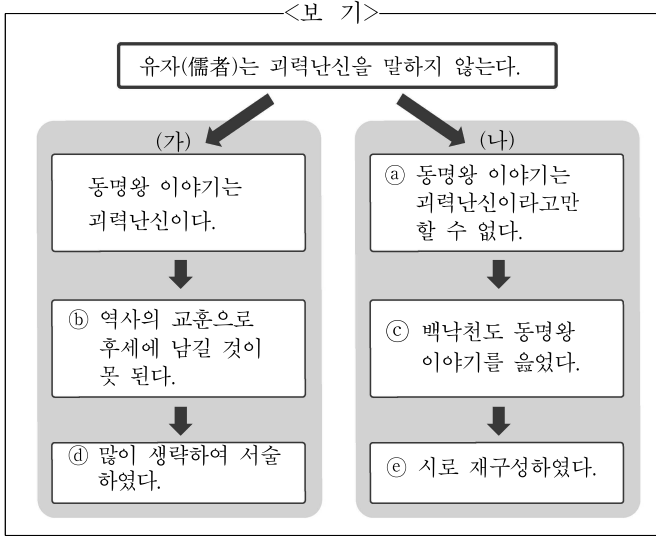 <보 기>
유자(儒者)는 괴력난신을 말하지 않는다.
(가)
동명왕 이야기는
괴력난신이다.
ⓑ 역사의 교훈으로
후세에 남길 것이
못 된다.
ⓓ 많이 생략하여 서술
하였다.
(나)
ⓐ 동명왕 이야기는
괴력난신이라고만
할 수 없다.
ⓒ 백낙천도 동명왕
이야기를 읊었다.
ⓔ 시로 재구성하였다.